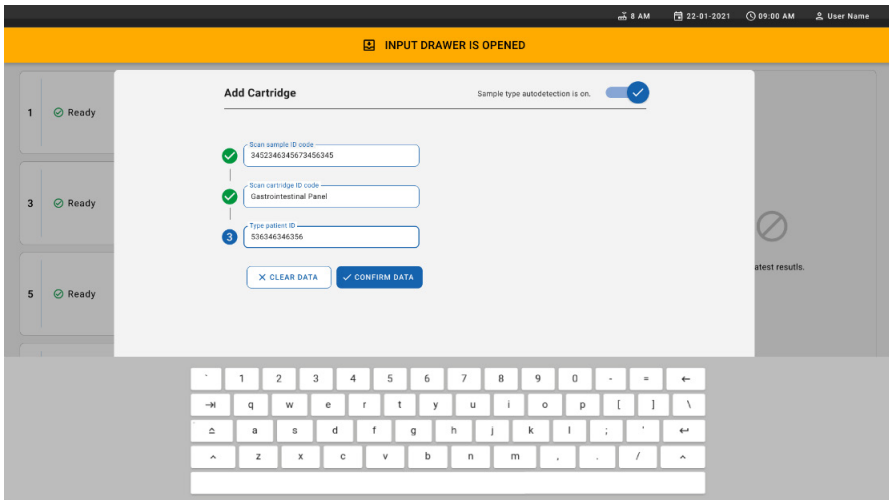 8 AM 22-01-2021 09:00 AM User Name
INPUT DRAWER IS OPENED
Add Cartridge
Sample type autodetection is on.
1 Ready
Scan sample ID code
3452346345673456345
Scan cartridge ID code
Gastrointestinal Panel
3 Ready
Type patient ID
3 536346346356
atest resutls.
CLEAR DATA
CONFIRM DATA
5 Ready
` 1 2 3 4 5 6 7 8 9 0 - =
q w e r t y u i o p [ ] \
a s d f g h j k l ; '
z x c v b n m , . /